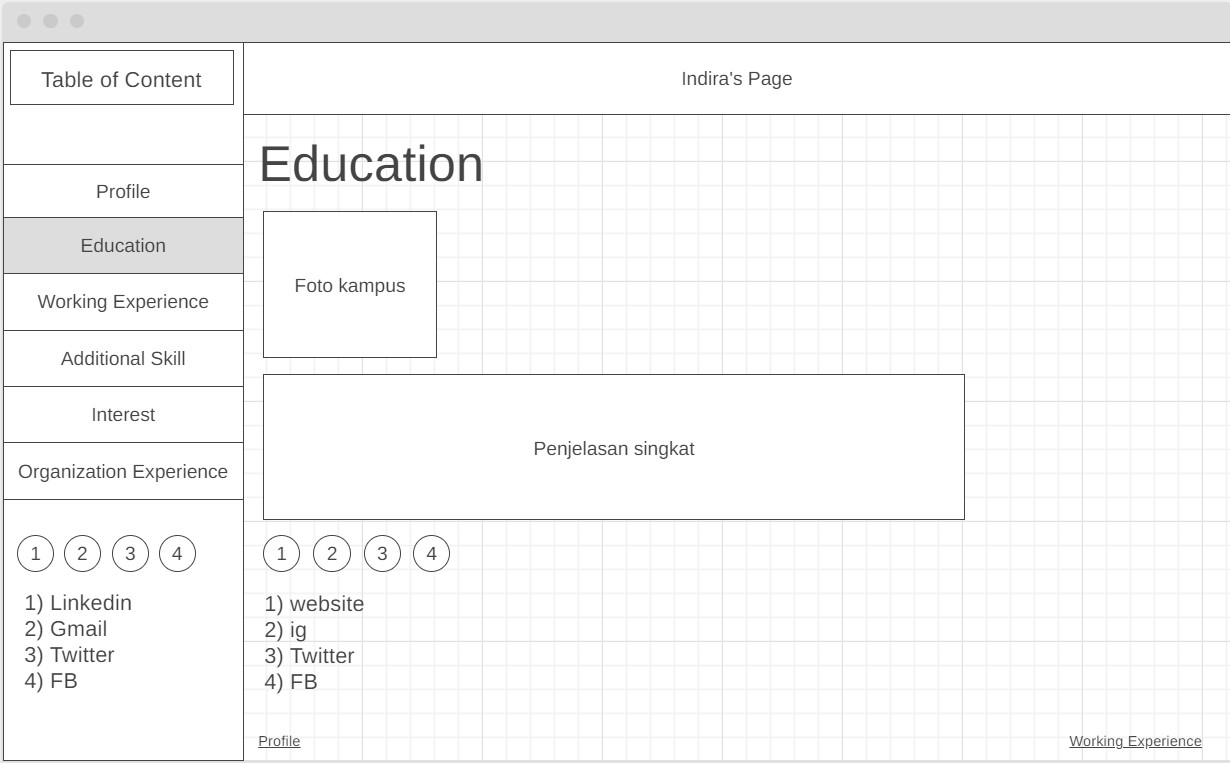 Table of Content
Indira's Page
Profile
Education
Working Experience
Additional Skill
Interest
Organization Experience
1 2 3 4
1) Linkedin
2) Gmail
3) Twitter
4) FB
Education
Foto kampus
Penjelasan singkat
1 2 3 4
1) website
2) ig
3) Twitter
4) FB
Profile
Working Experience